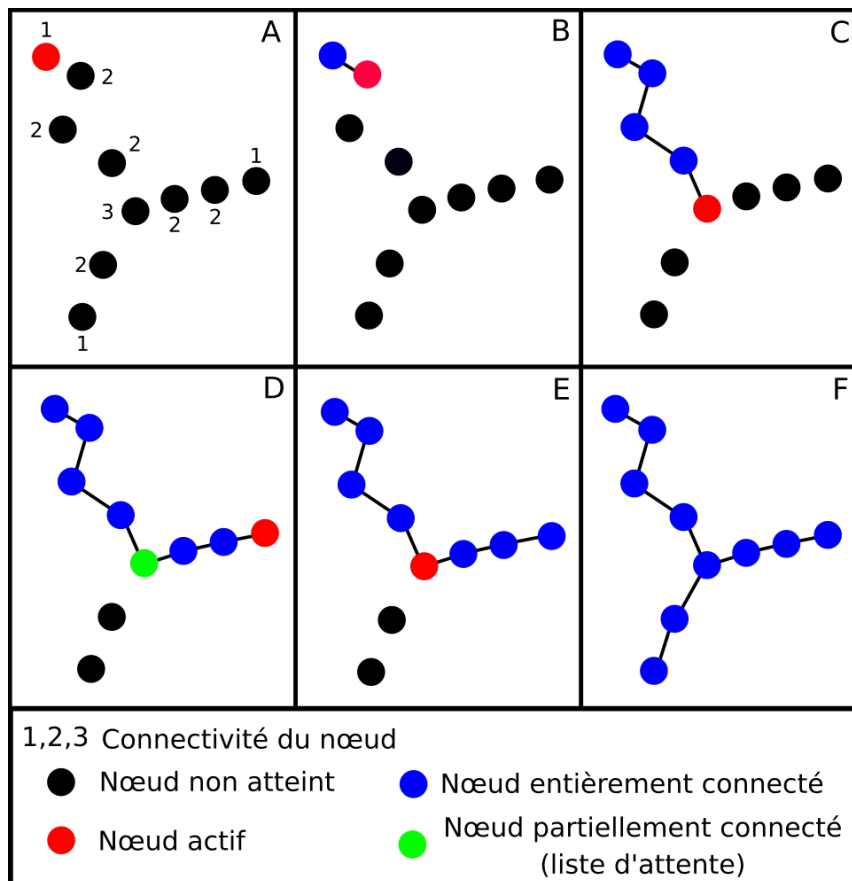 A
1
2
2
2
1
3
2
2
2
1
B
C
D
E
F
1,2,3 Connectivité du nœud
Nœud non atteint
Nœud entièrement connecté
Nœud actif
Nœud partiellement connecté
(liste d'attente)